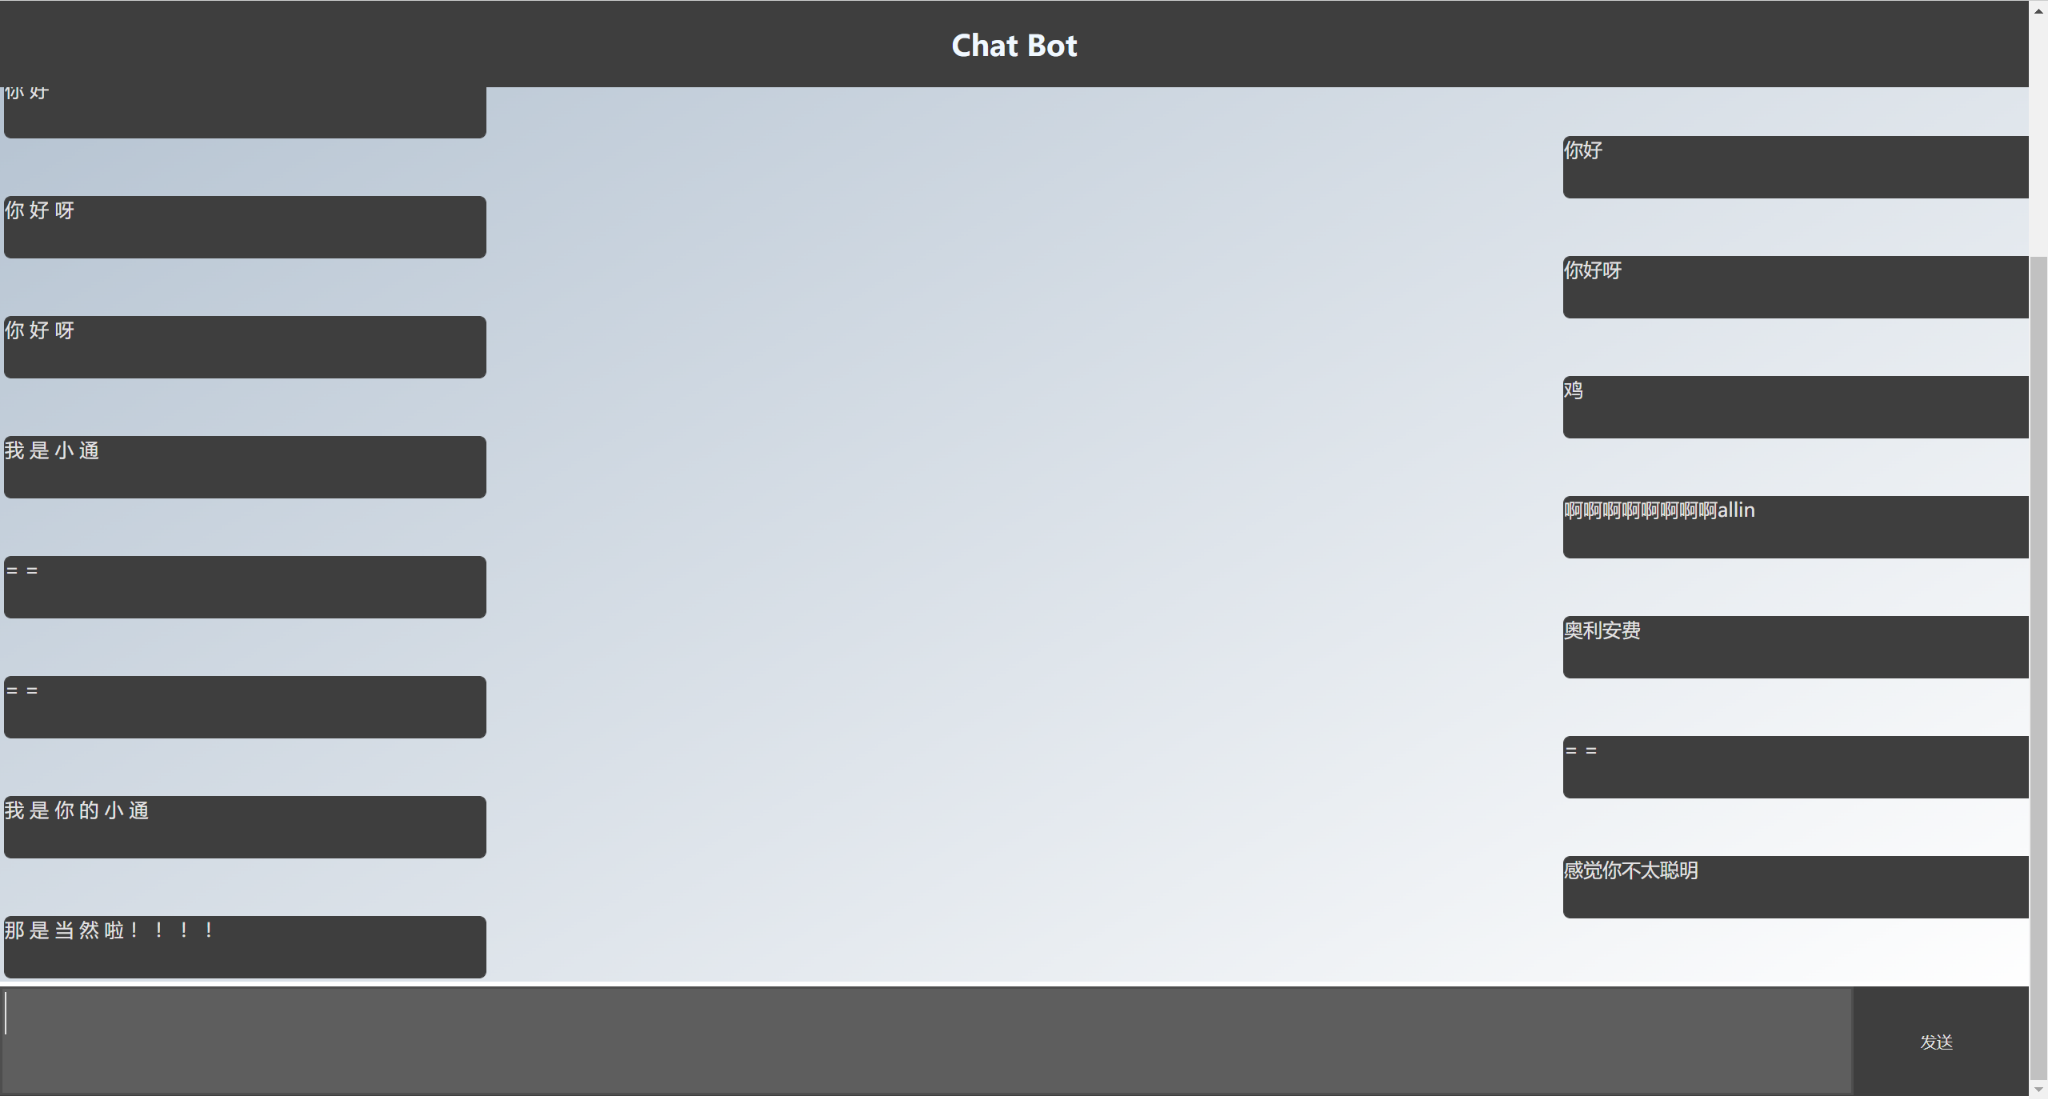 Chat Bot
你 好
你好
你 好 呀
你好呀
你 好 呀
鸡
我 是 小 通
啊啊啊啊啊啊啊啊allin
= =
奥利安费
= =
= =
我 是 你 的 小 通
感觉你不太聪明
那 是 当 然 啦 ！ ！ ！ ！
发送